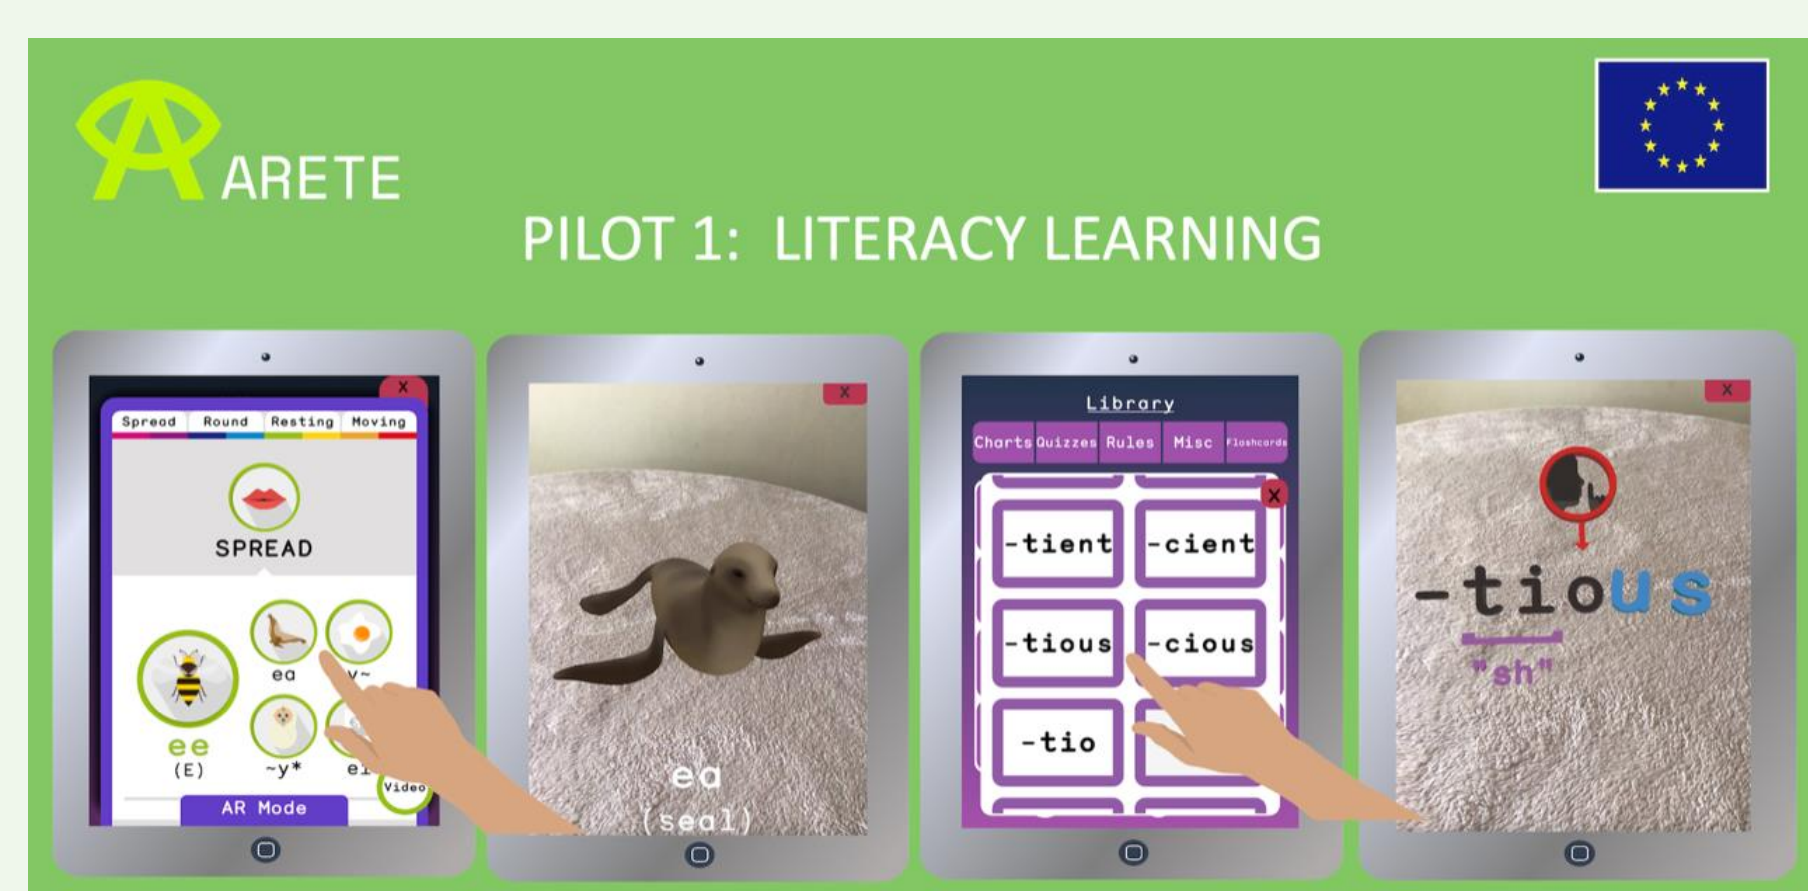 ARETE
PILOT 1: LITERACY LEARNING
X
Spread Round Resting Moving
SPREAD
ea
ee
(E)
~y*
Video
AR Mode
X
ea
(seal)
Library
Charts Quizzes Rules Misc Flashcards
X
-tient -cient
-tious -cious
-tio
X
-tious
"sh"